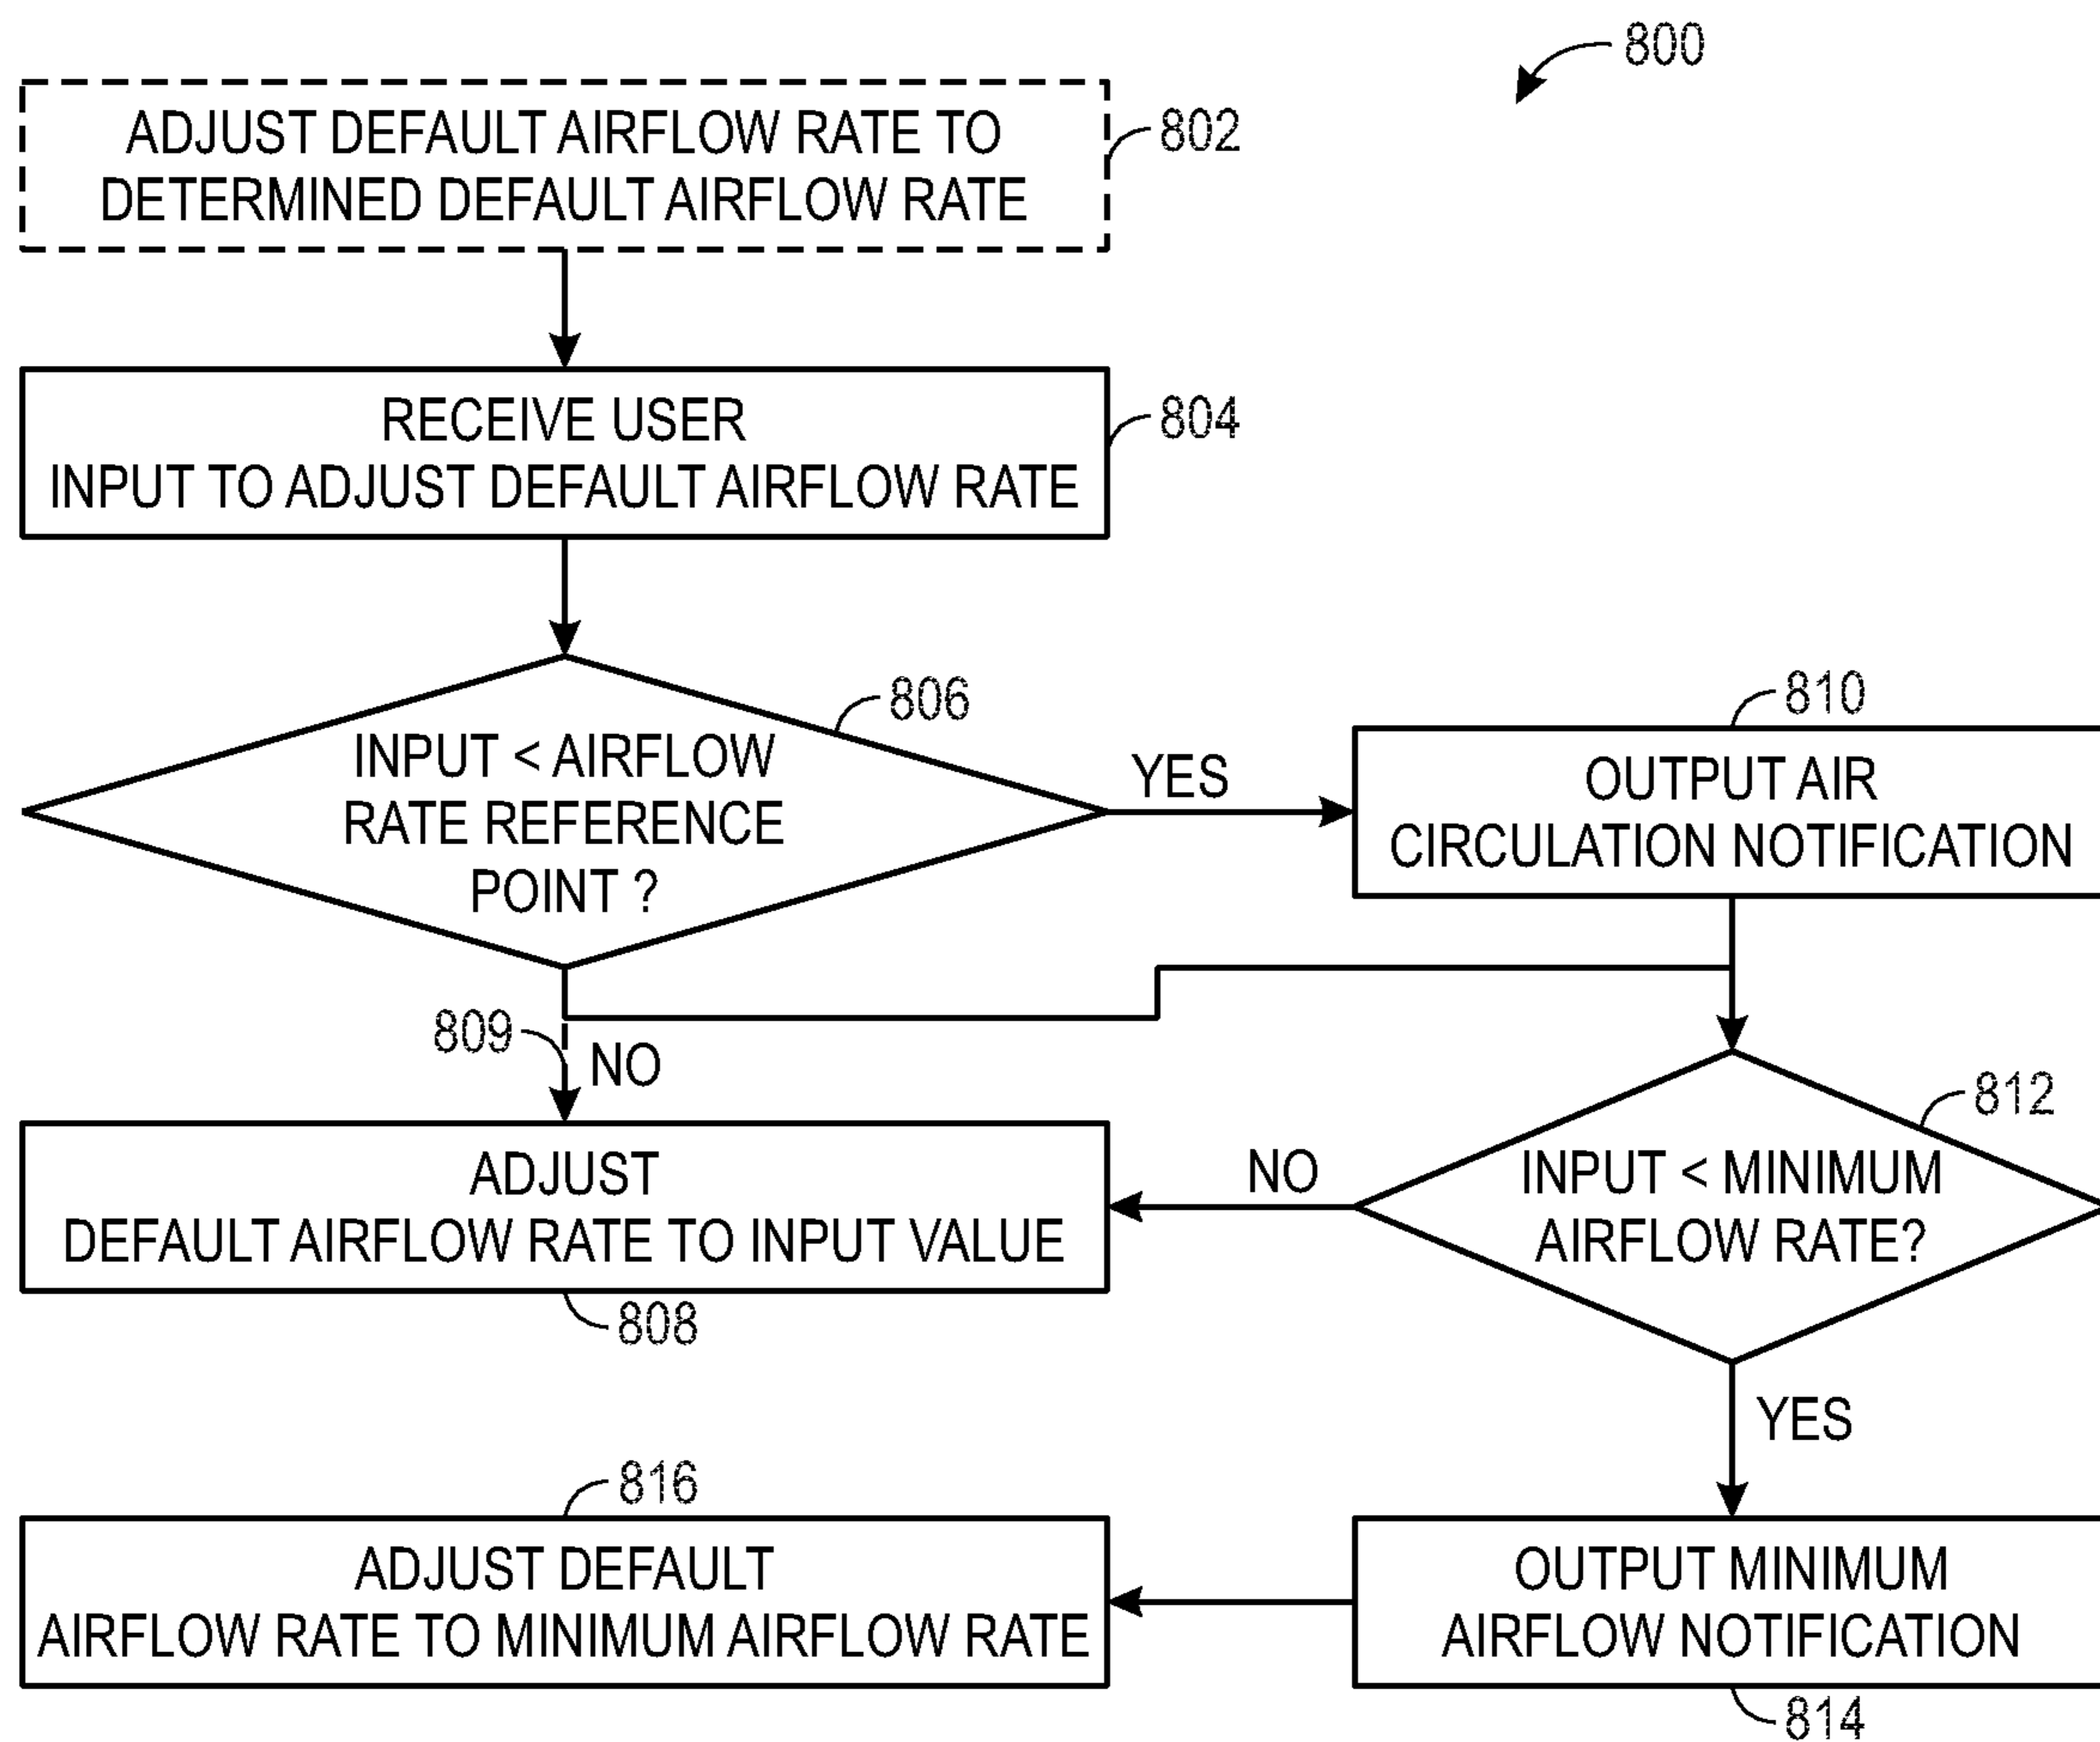 800
ADJUST DEFAULT AIRFLOW RATE TO
DETERMINED DEFAULT AIRFLOW RATE
802
RECEIVE USER
INPUT TO ADJUST DEFAULT AIRFLOW RATE
804
INPUT < AIRFLOW
RATE REFERENCE
POINT ?
806
YES
810
OUTPUT AIR
CIRCULATION NOTIFICATION
809
NO
ADJUST
DEFAULT AIRFLOW RATE TO INPUT VALUE
808
NO
812
INPUT < MINIMUM
AIRFLOW RATE?
YES
816
ADJUST DEFAULT
AIRFLOW RATE TO MINIMUM AIRFLOW RATE
OUTPUT MINIMUM
AIRFLOW NOTIFICATION
814